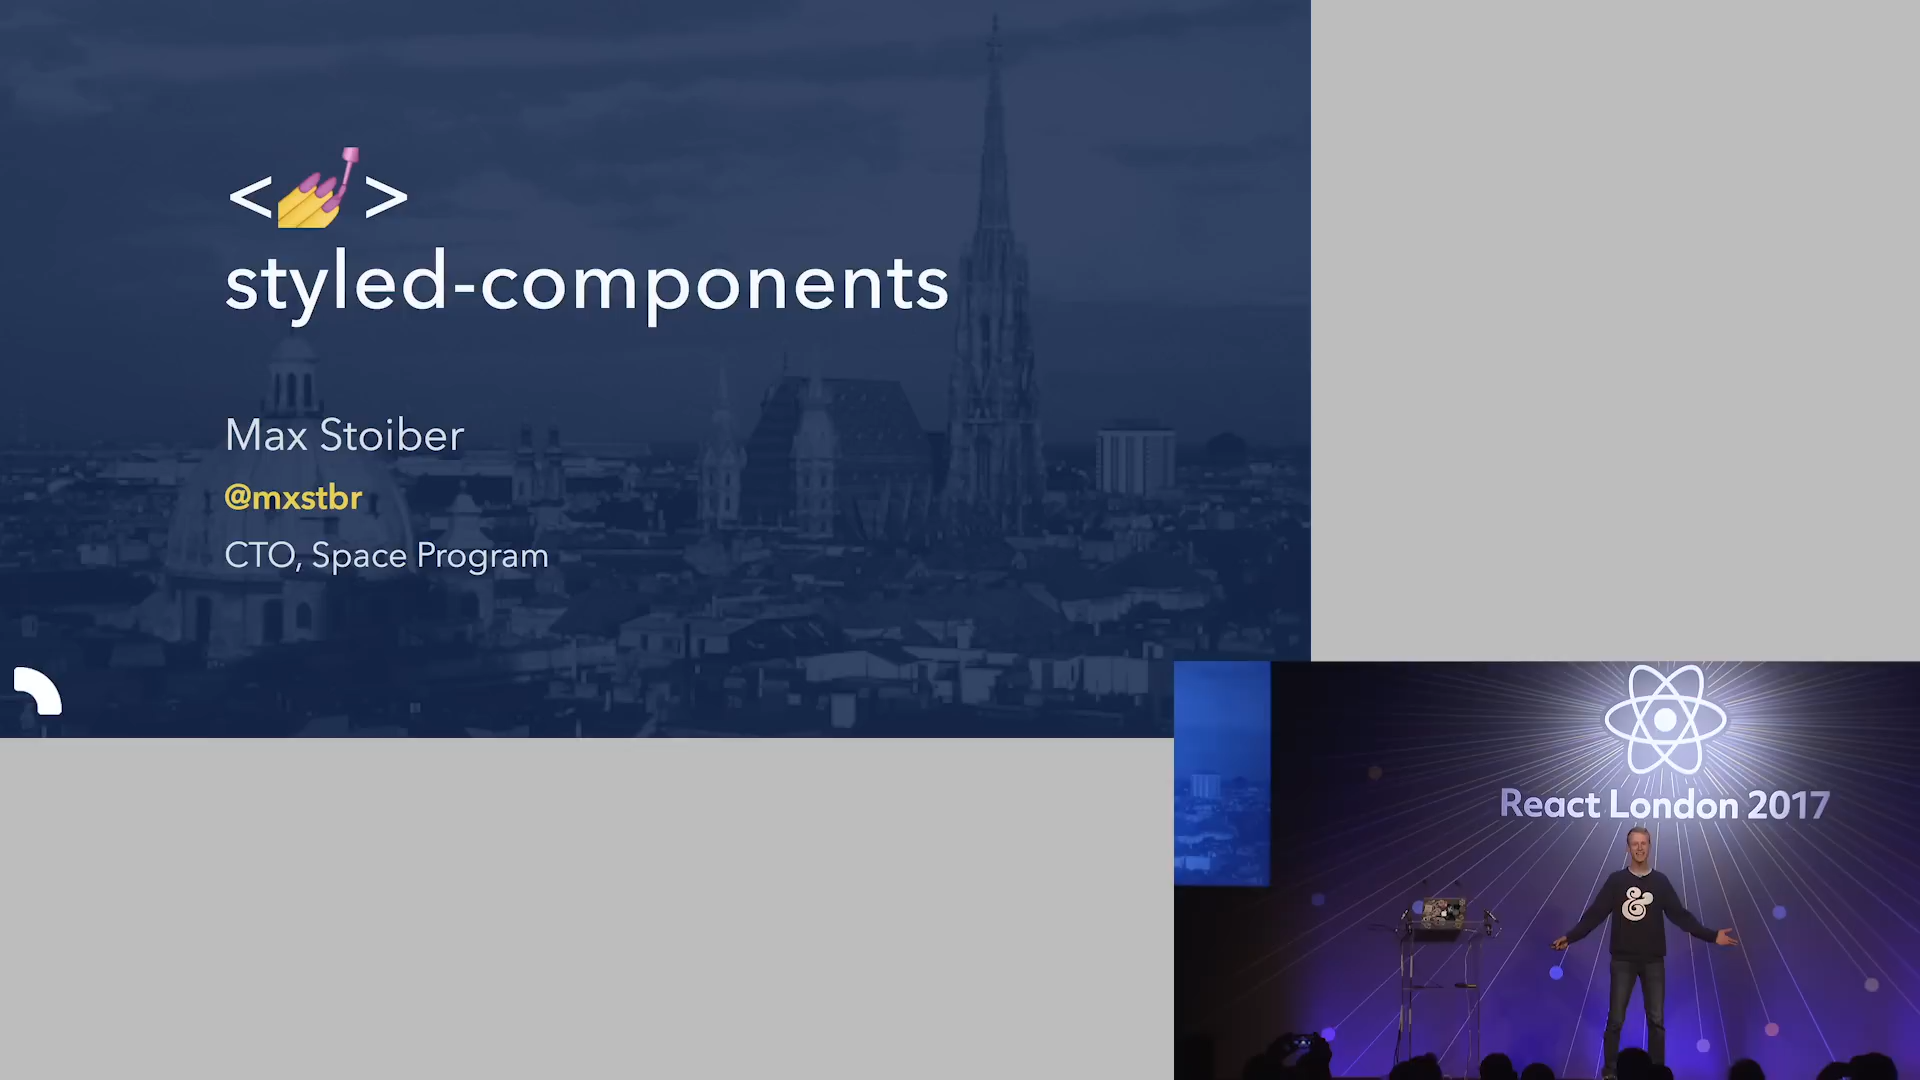 <💅>
styled-components
Max Stoiber
@mxstbr
CTO, Space Program
React London 2017
&